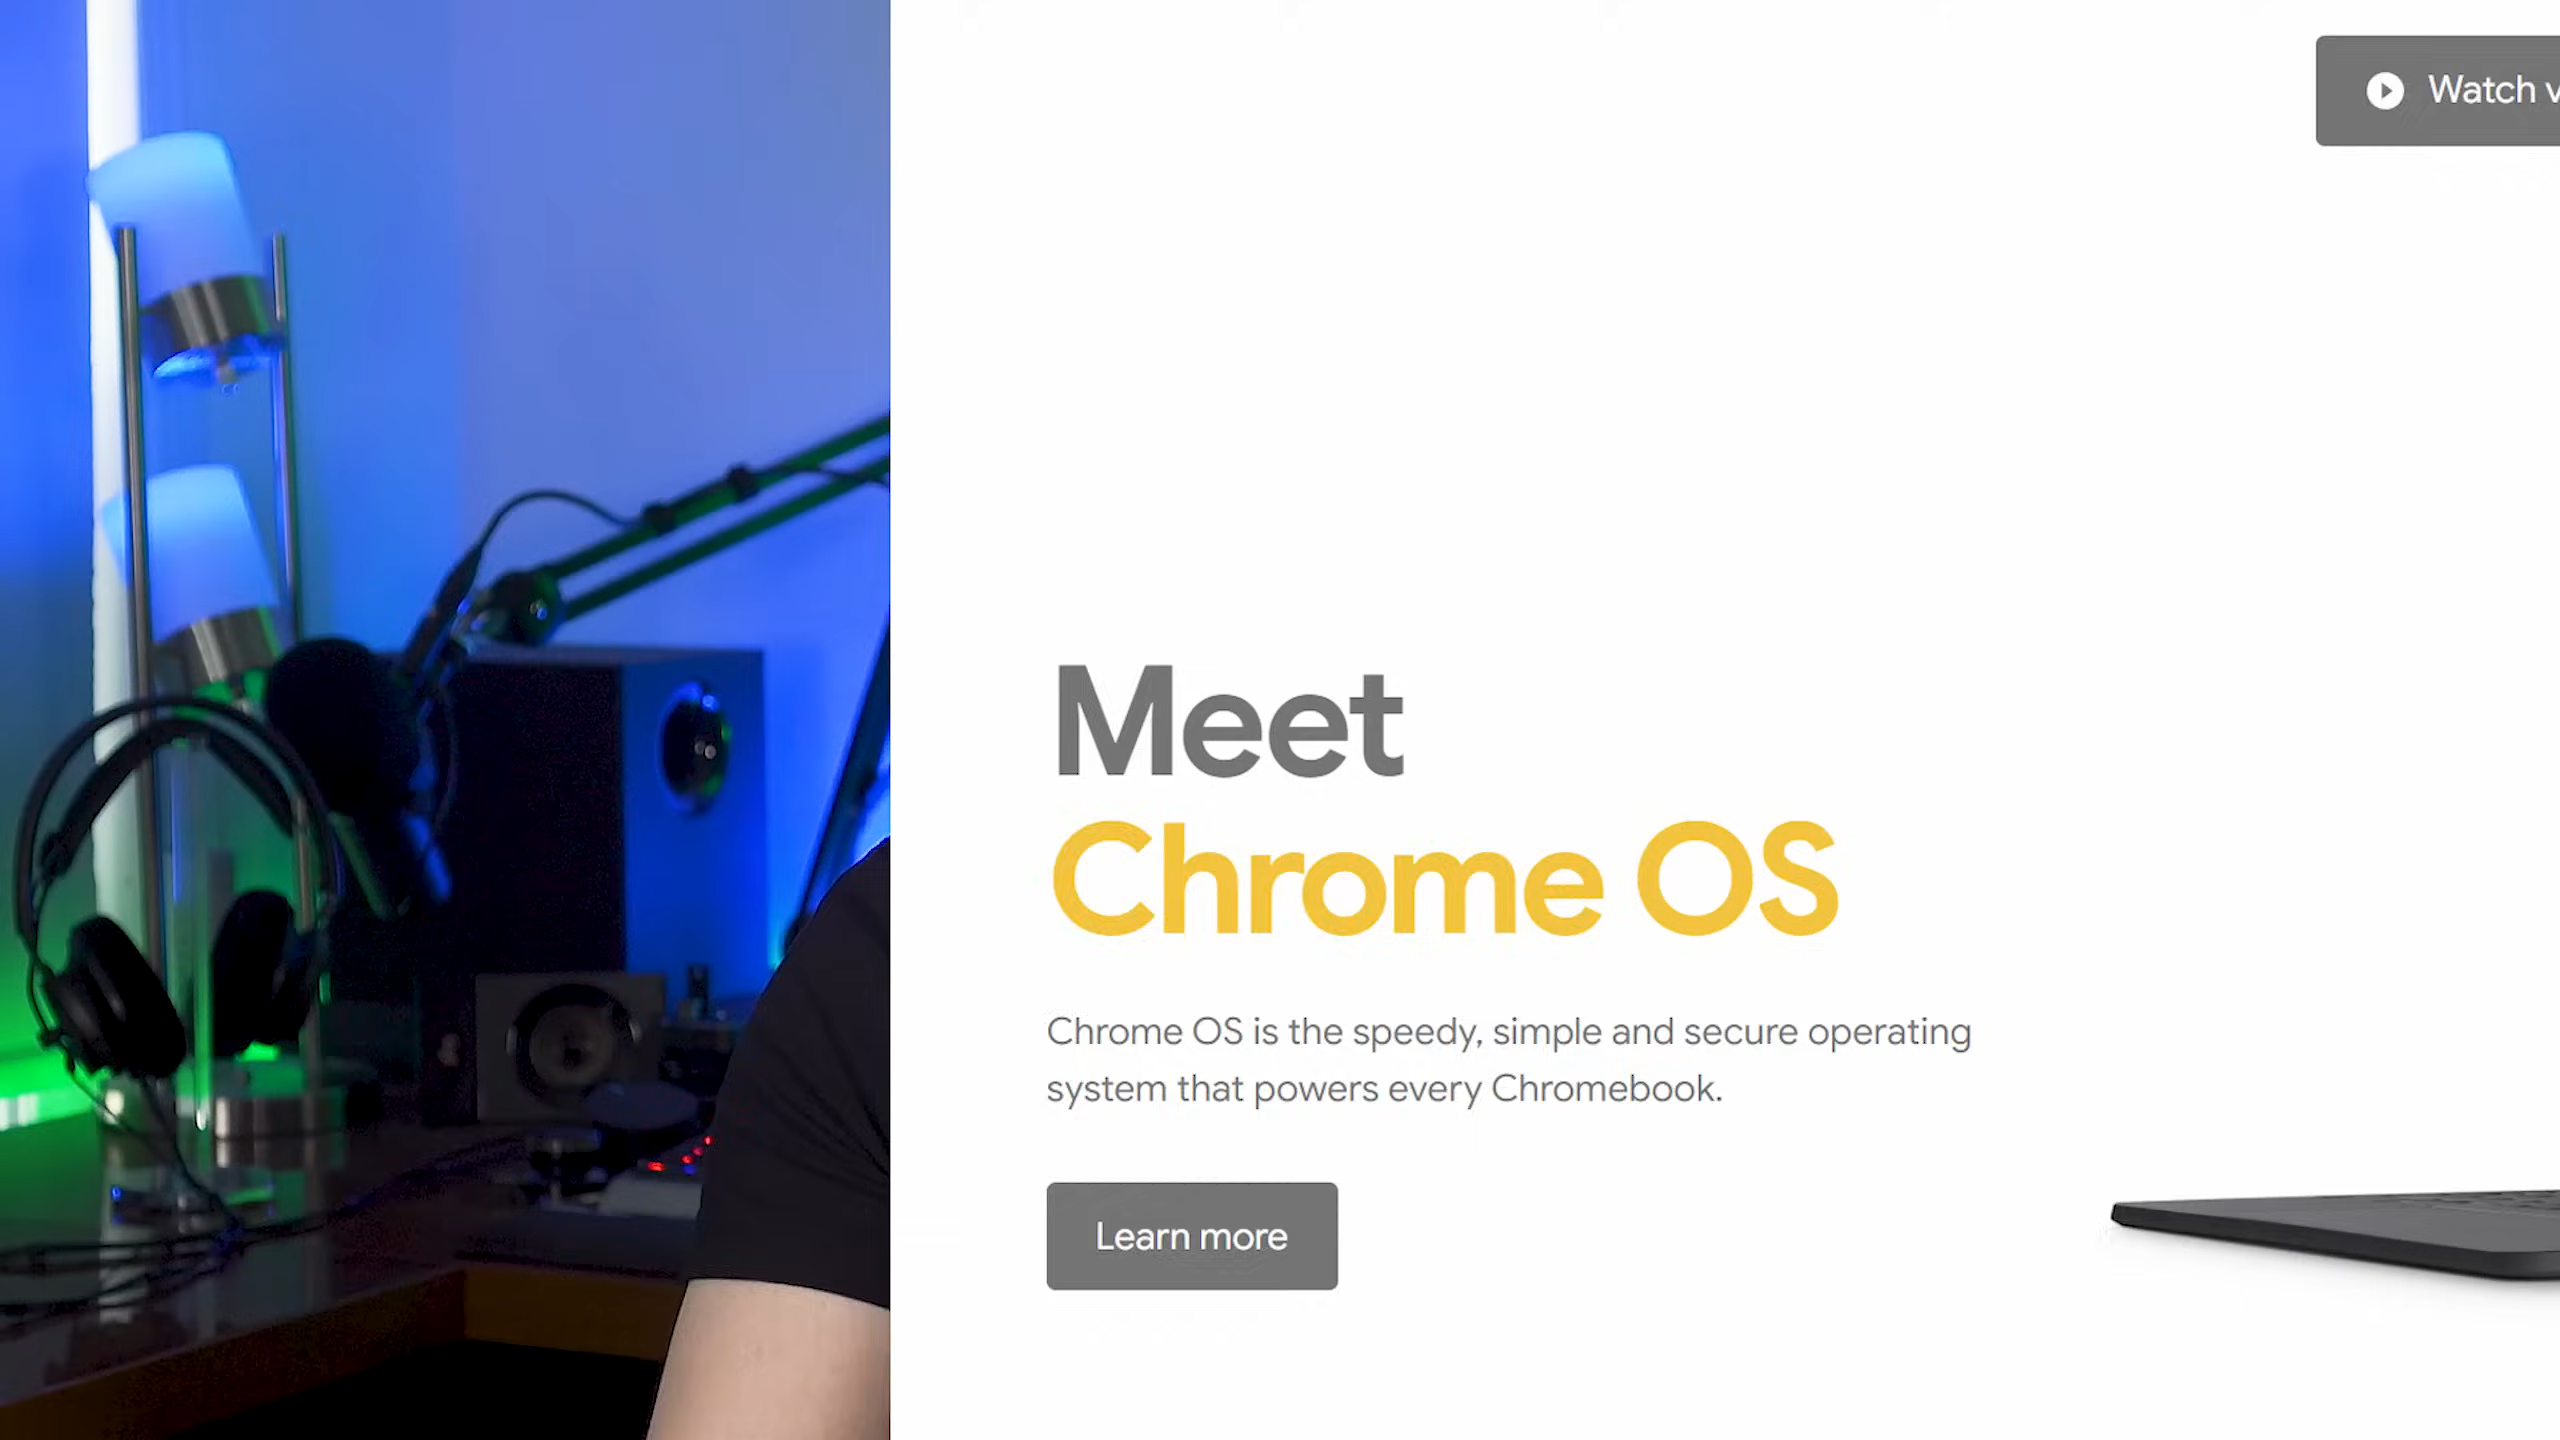 Watch
Meet
Chrome OS
Chrome OS is the speedy, simple and secure operating
system that powers every Chromebook.
Learn more